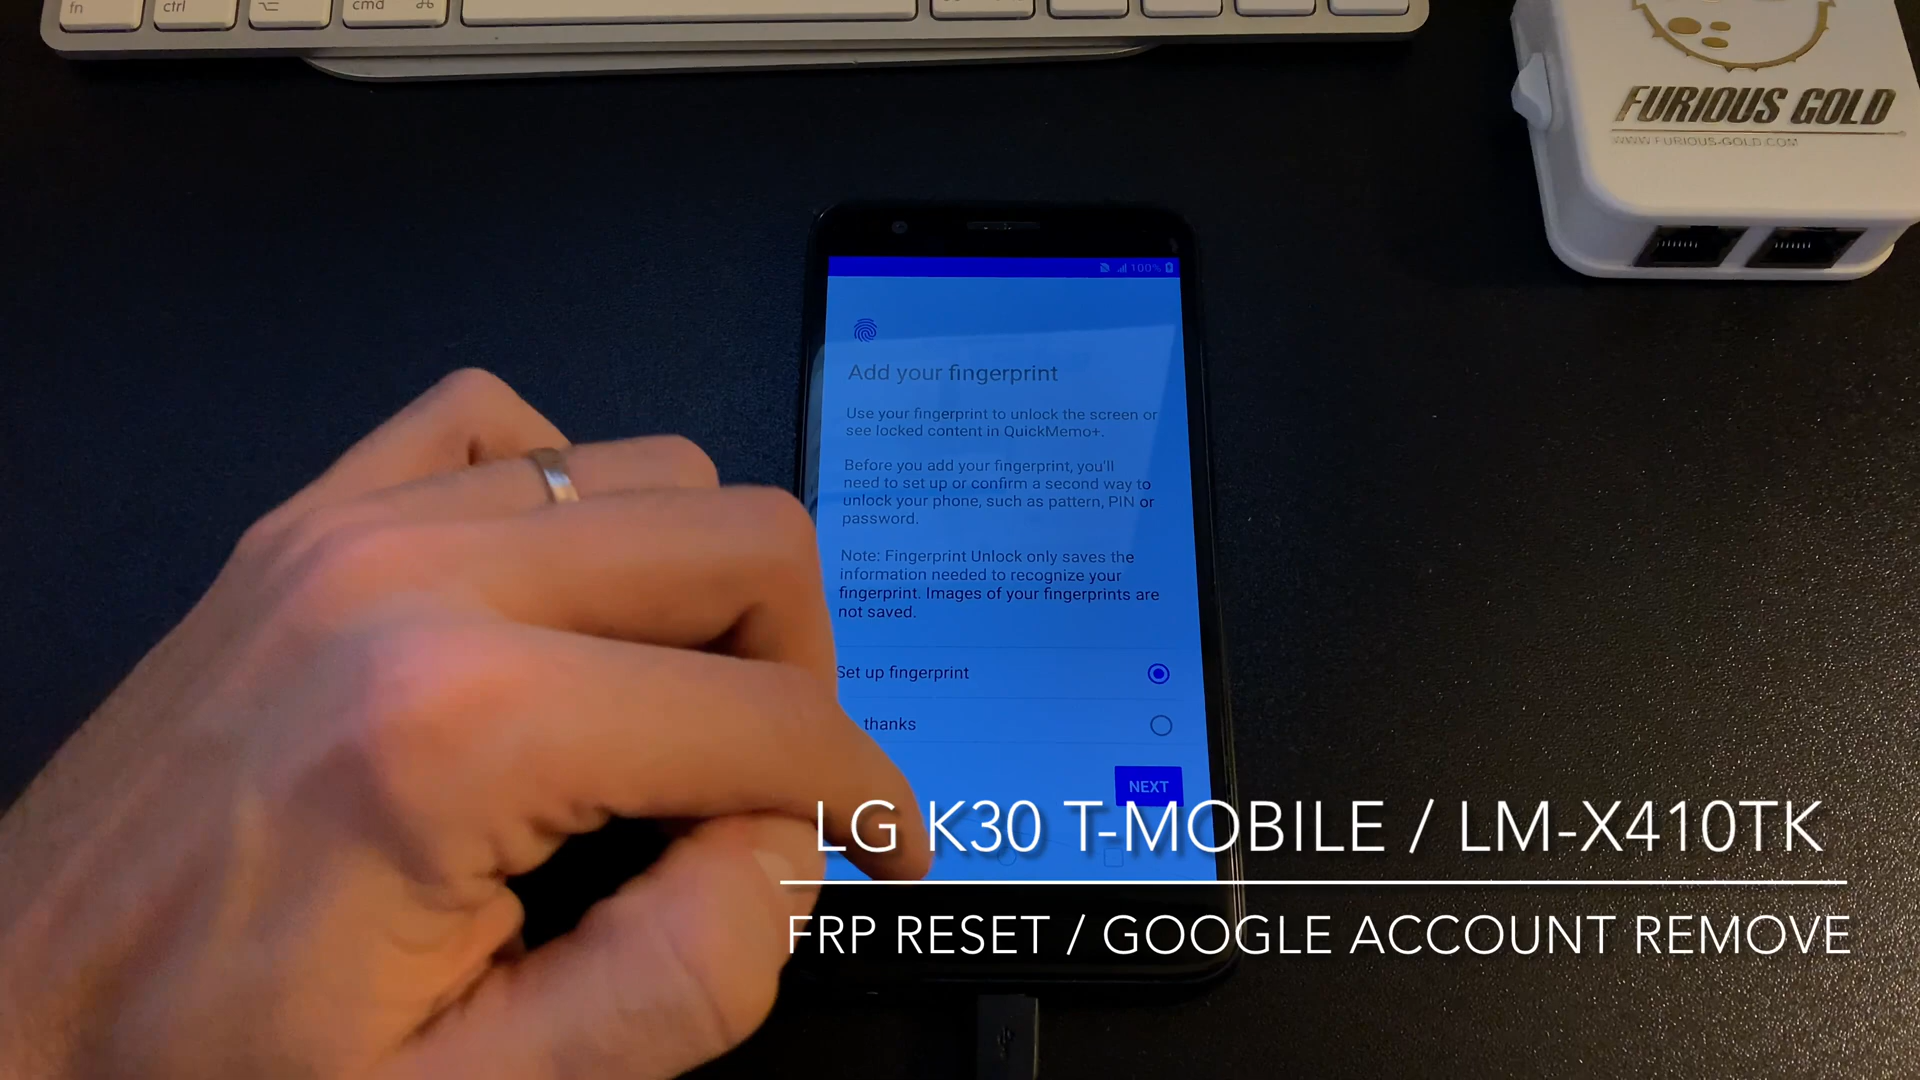 fn
ctrl
cmd
FURIOUS GOLD
WWW.FURIOUS-GOLD.COM
100%
Add your fingerprint
Use your fingerprint to unlock the screen or
see locked content in QuickMemo+.
Before you add your fingerprint, you'll
need to set up or confirm a second way to
unlock your phone, such as pattern, PIN or
password.
Note: Fingerprint Unlock only saves the
information needed to recognize your
fingerprint. Images of your fingerprints are
not saved.
Set up fingerprint
thanks
NEXT
LG K30 T-MOBILE / LM-X410TK
FRP RESET / GOOGLE ACCOUNT REMOVE